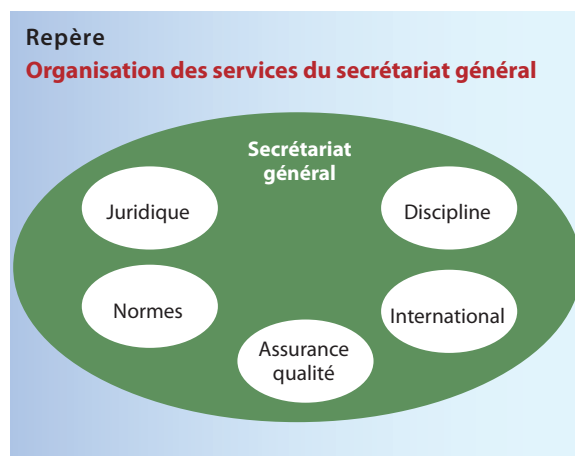 Repère
Organisation des services du secrétariat général
Secrétariat
général
Juridique
Discipline
Normes
International
Assurance
qualité